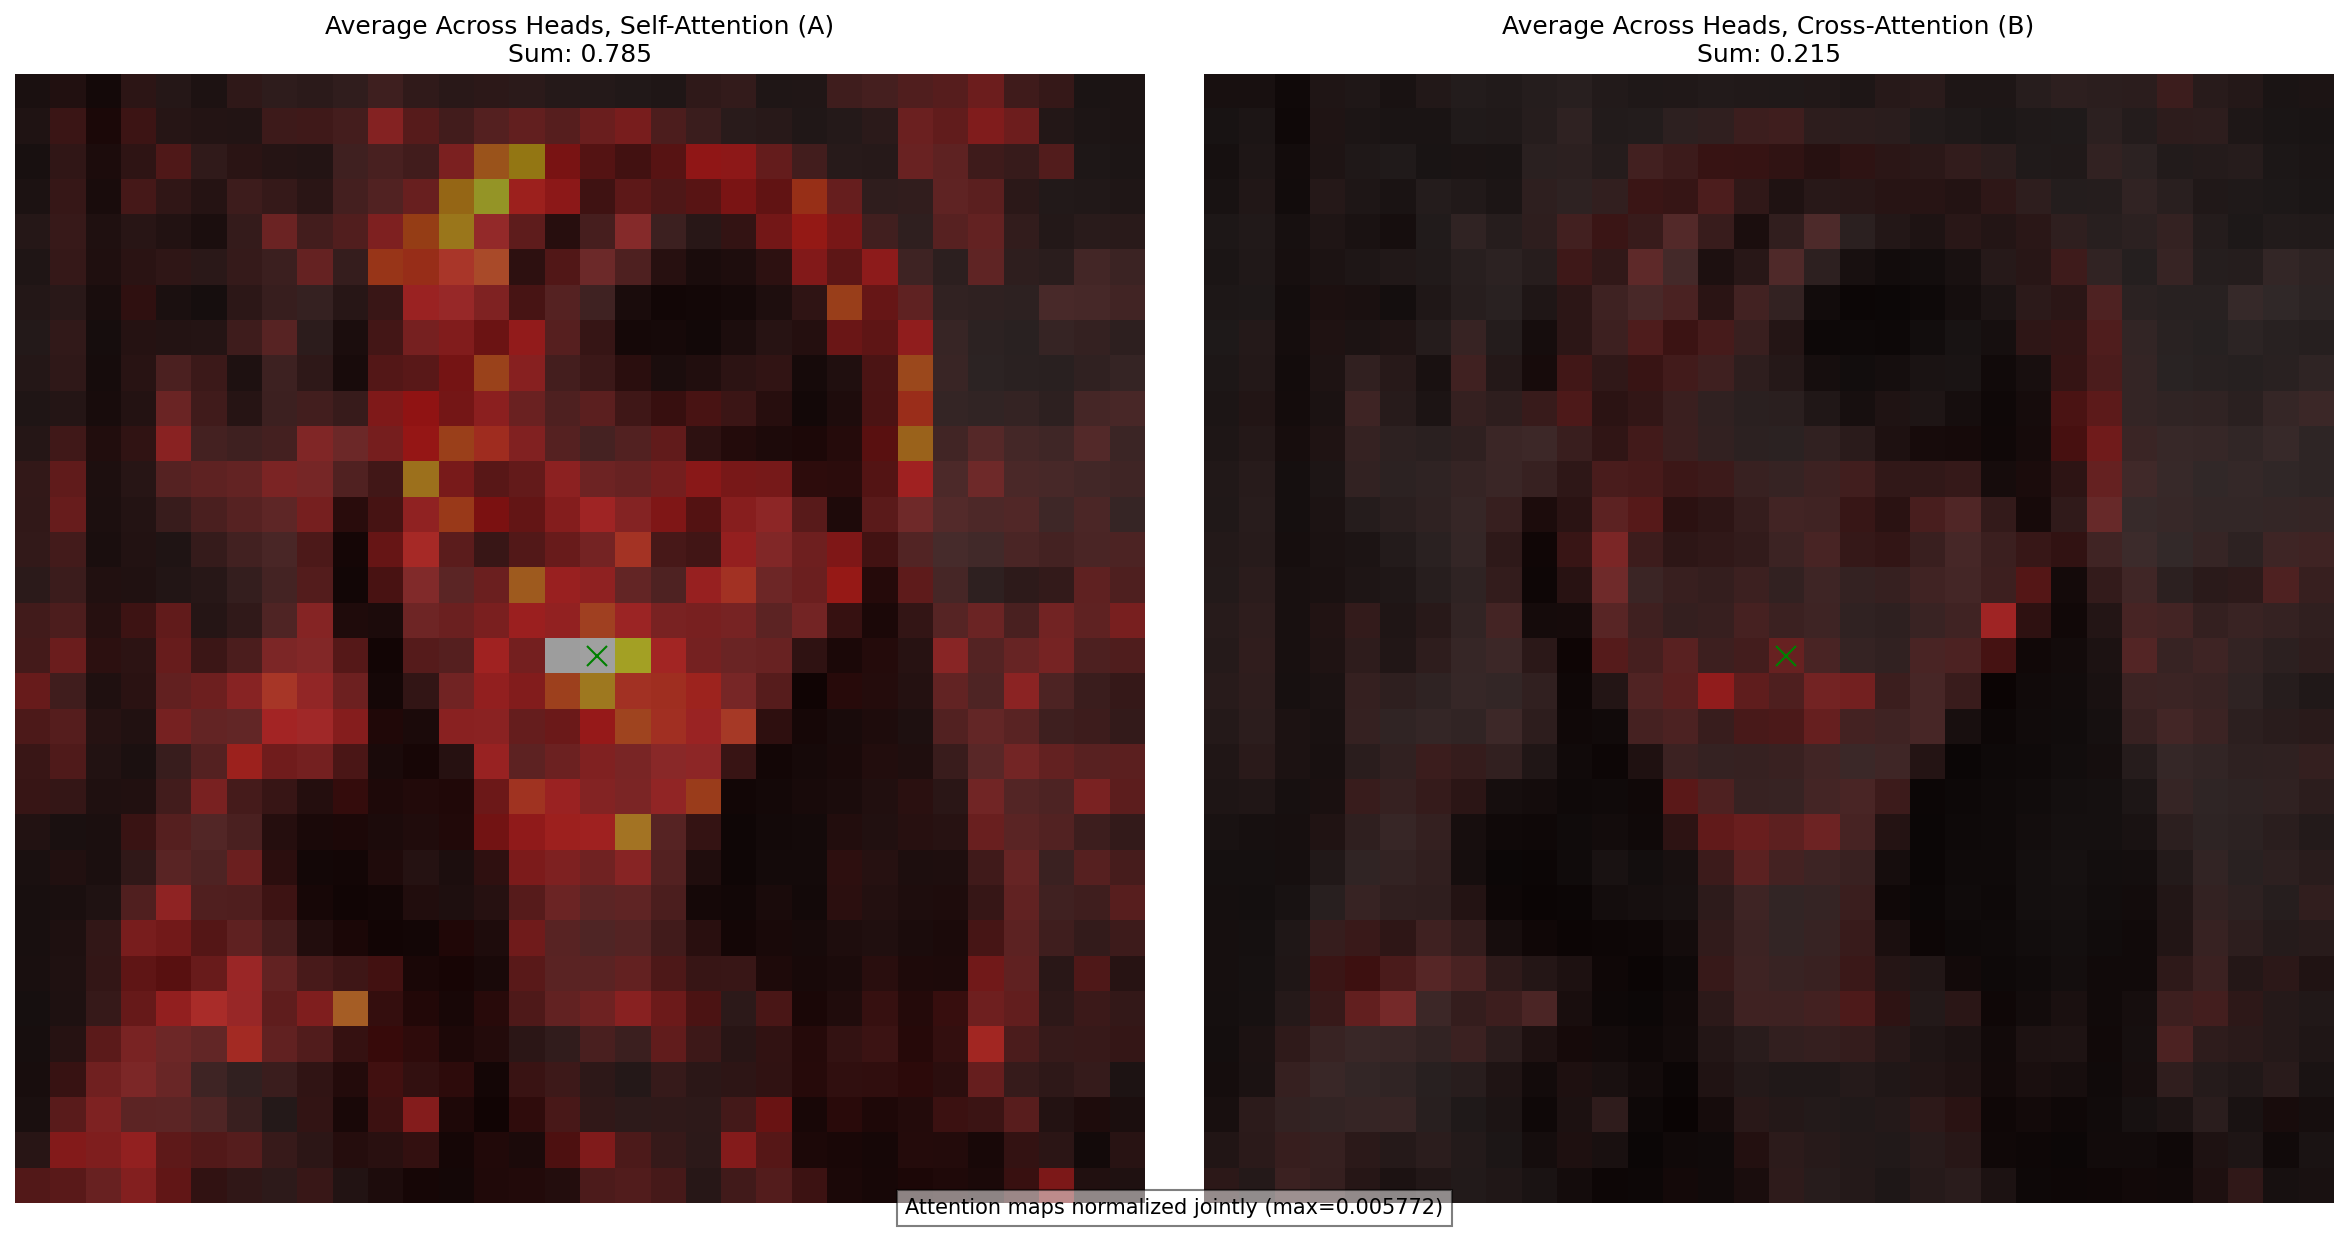 Average Across Heads, Self-Attention (A)
Sum: 0.785
Average Across Heads, Cross-Attention (B)
Sum: 0.215
Attention maps normalized jointly (max=0.005772)